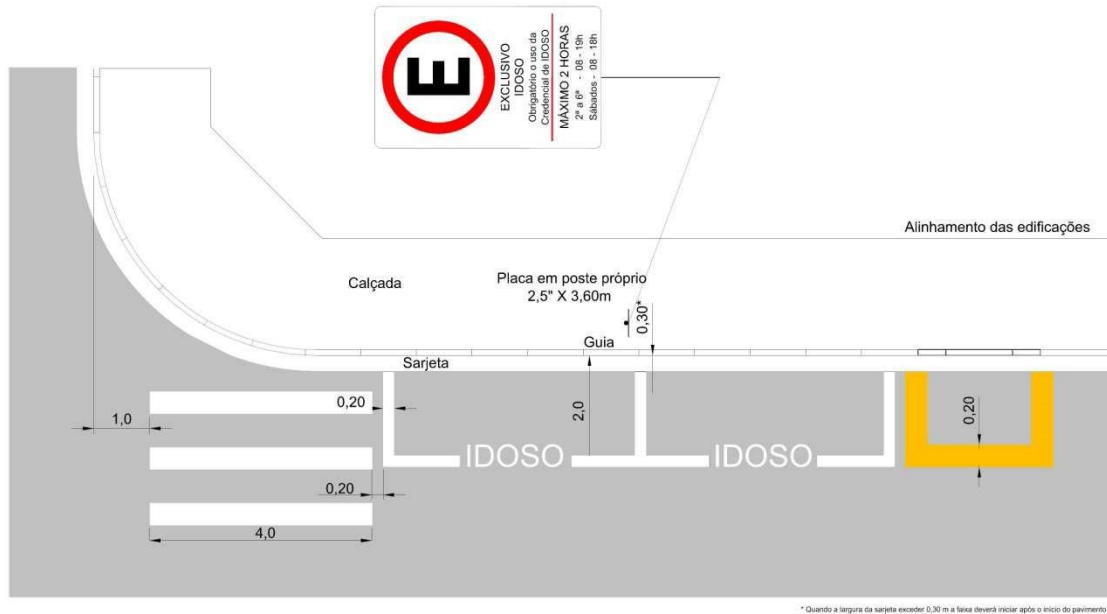 E
EXCLUSIVO
IDOSO
Obrigatório o uso da
Credencial de IDOSO
MÁXIMO 2 HORAS
2ª a 6ª - 08 - 19h
Sábados - 08 - 18h
Alinhamento das edificações
Calçada
Placa em poste próprio
2,5" X 3,60m
0,30*
Guia
Sarjeta
0,20
2,0
0,20
1,0
IDOSO
IDOSO
0,20
4,0
* Quando a largura da sarjeta exceder 0,30 m a faixa deverá iniciar após o início do pavimento